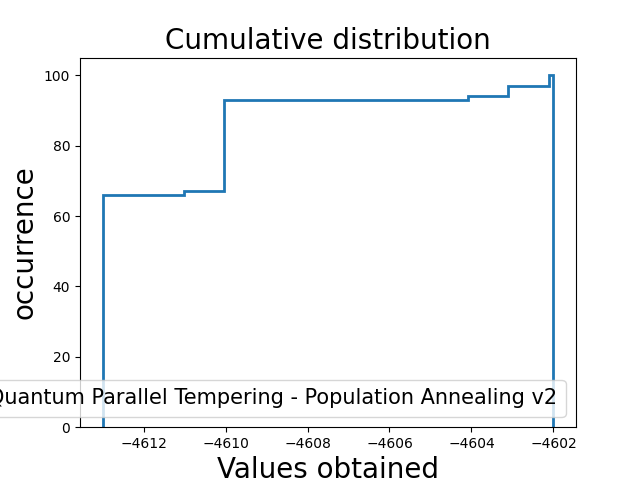 Cumulative distribution
occurrence
100
80
60
40
20
0
Quantum Parallel Tempering - Population Annealing v2
−4612 −4610 −4608 −4606 −4604 −4602
Values obtained